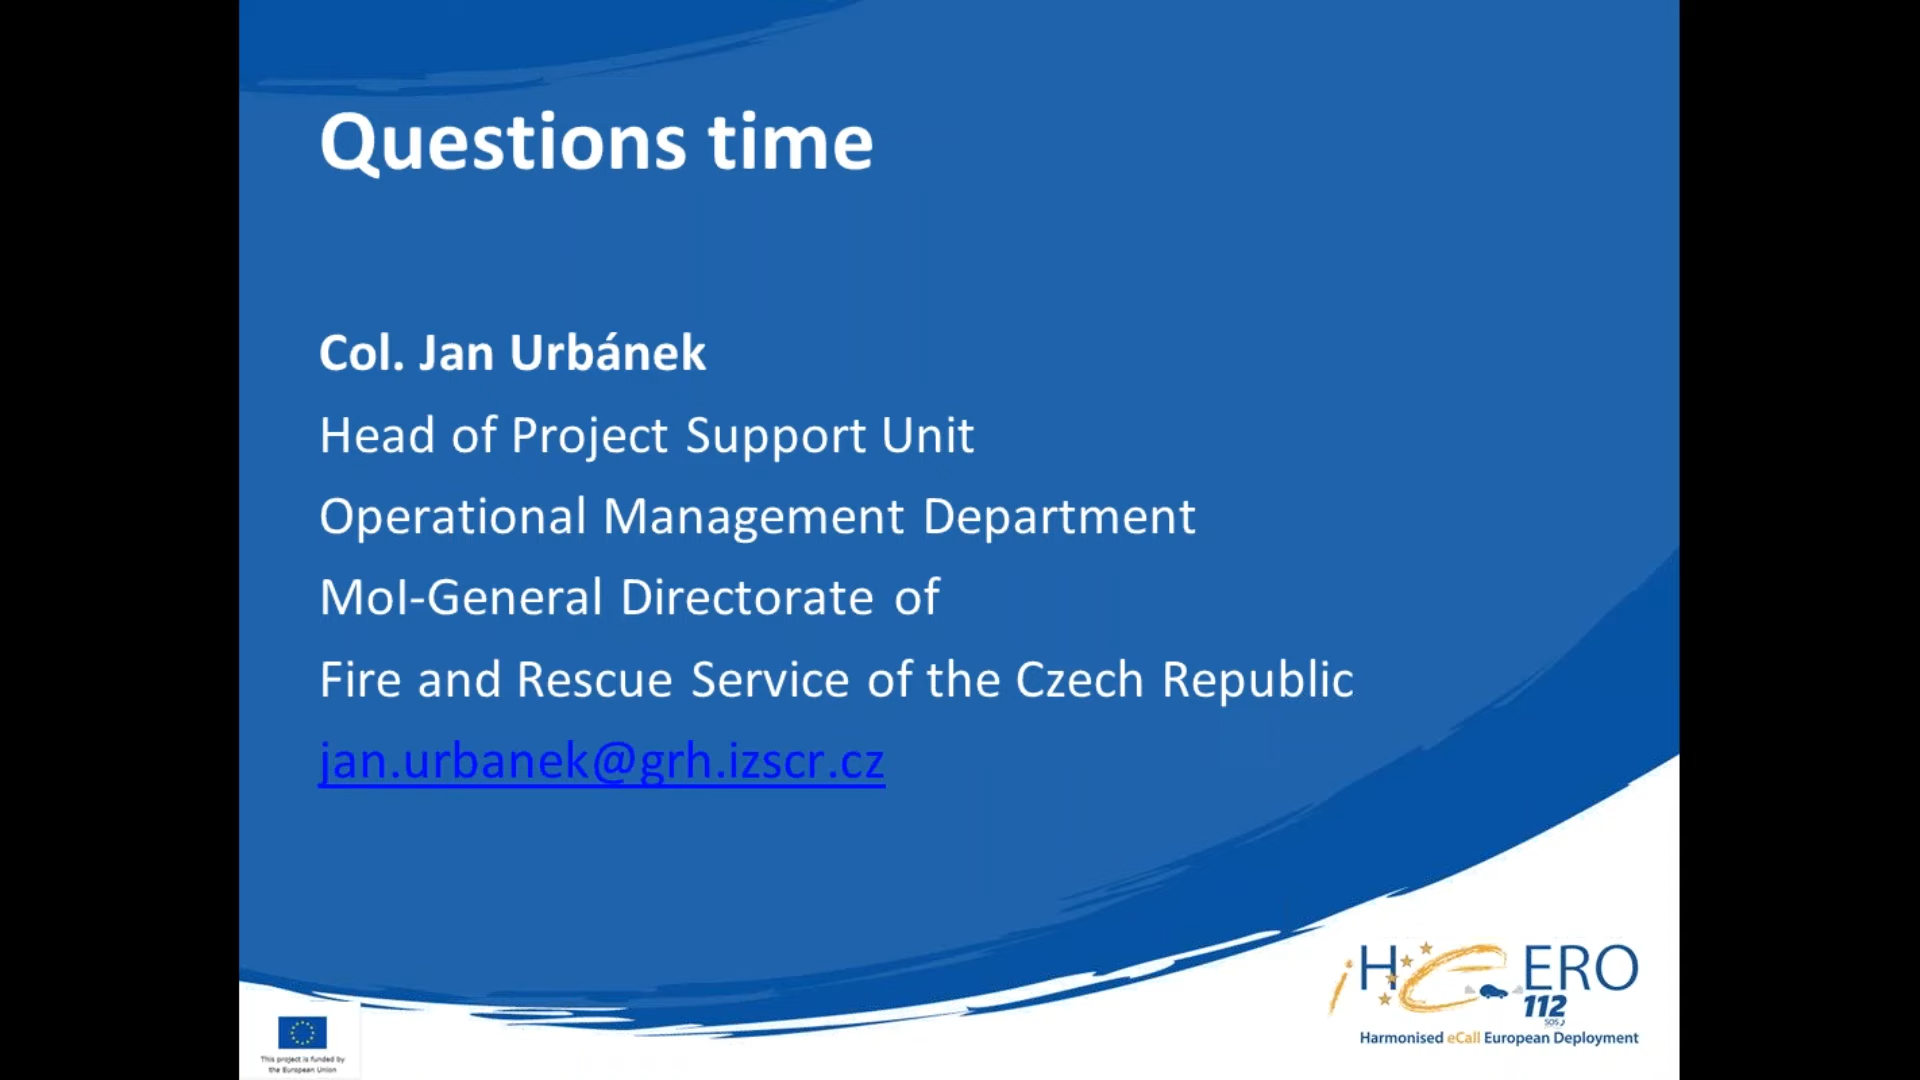 Questions time
Col. Jan Urbánek
Head of Project Support Unit
Operational Management Department
MoI-General Directorate of
Fire and Rescue Service of the Czech Republic
jan.urbanek@grh.izscr.cz
iHeERO
112
SOS
Harmonised eCall European Deployment
This project is funded by
the European Union